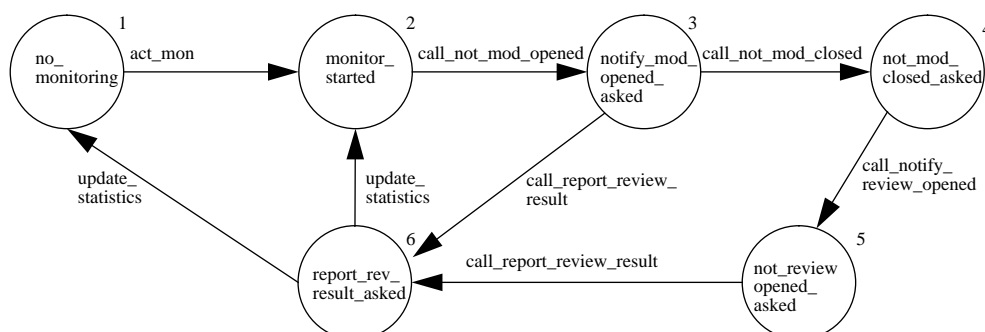 1
no_
monitoring
act_mon
2
monitor_
started
call_not_mod_opened
3
notify_mod_
opened_
asked
call_not_mod_closed
4
not_mod_
closed_asked
update_
statistics
update_
statistics
call_report_review_
result
call_notify_
review_opened
6
report_rev_
result_asked
call_report_review_result
5
not_review
opened_
asked